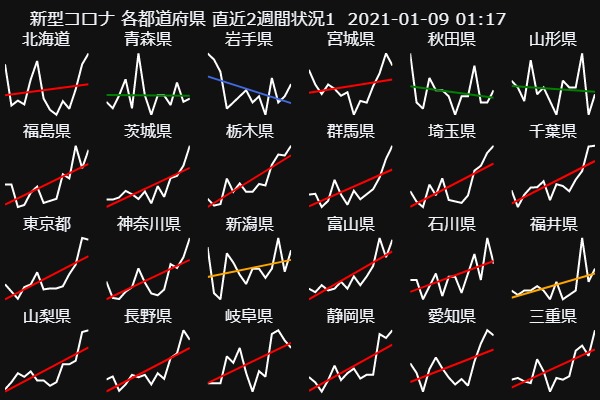 新型コロナ 各都道府県 直近2週間状況1 2021-01-09 01:17
北海道 青森県 岩手県 宮城県 秋田県 山形県
福島県 茨城県 栃木県 群馬県 埼玉県 千葉県
東京都 神奈川県 新潟県 富山県 石川県 福井県
山梨県 長野県 岐阜県 静岡県 愛知県 三重県